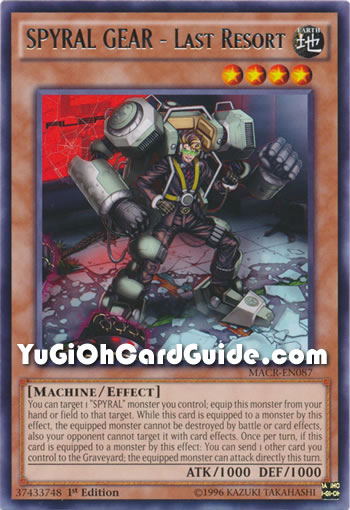 SPYRAL GEAR - LAST RESORT
EARTH
地
YuGiOhCardGuide.com
MACR-EN087
[MACHINE/EFFECT]
You can target 1 "SPYRAL" monster you control; equip this monster from your
hand or field to that target. While this card is equipped to a monster by this
effect, the equipped monster cannot be destroyed by battle or card effects,
also your opponent cannot target it with card effects. Once per turn, if this
card is equipped to a monster by this effect: You can send 1 other card you
control to the Graveyard; the equipped monster can attack directly this turn.
ATK/1000 DEF/1000
37433748 1st Edition ©1996 KAZUKI TAKAHASHI